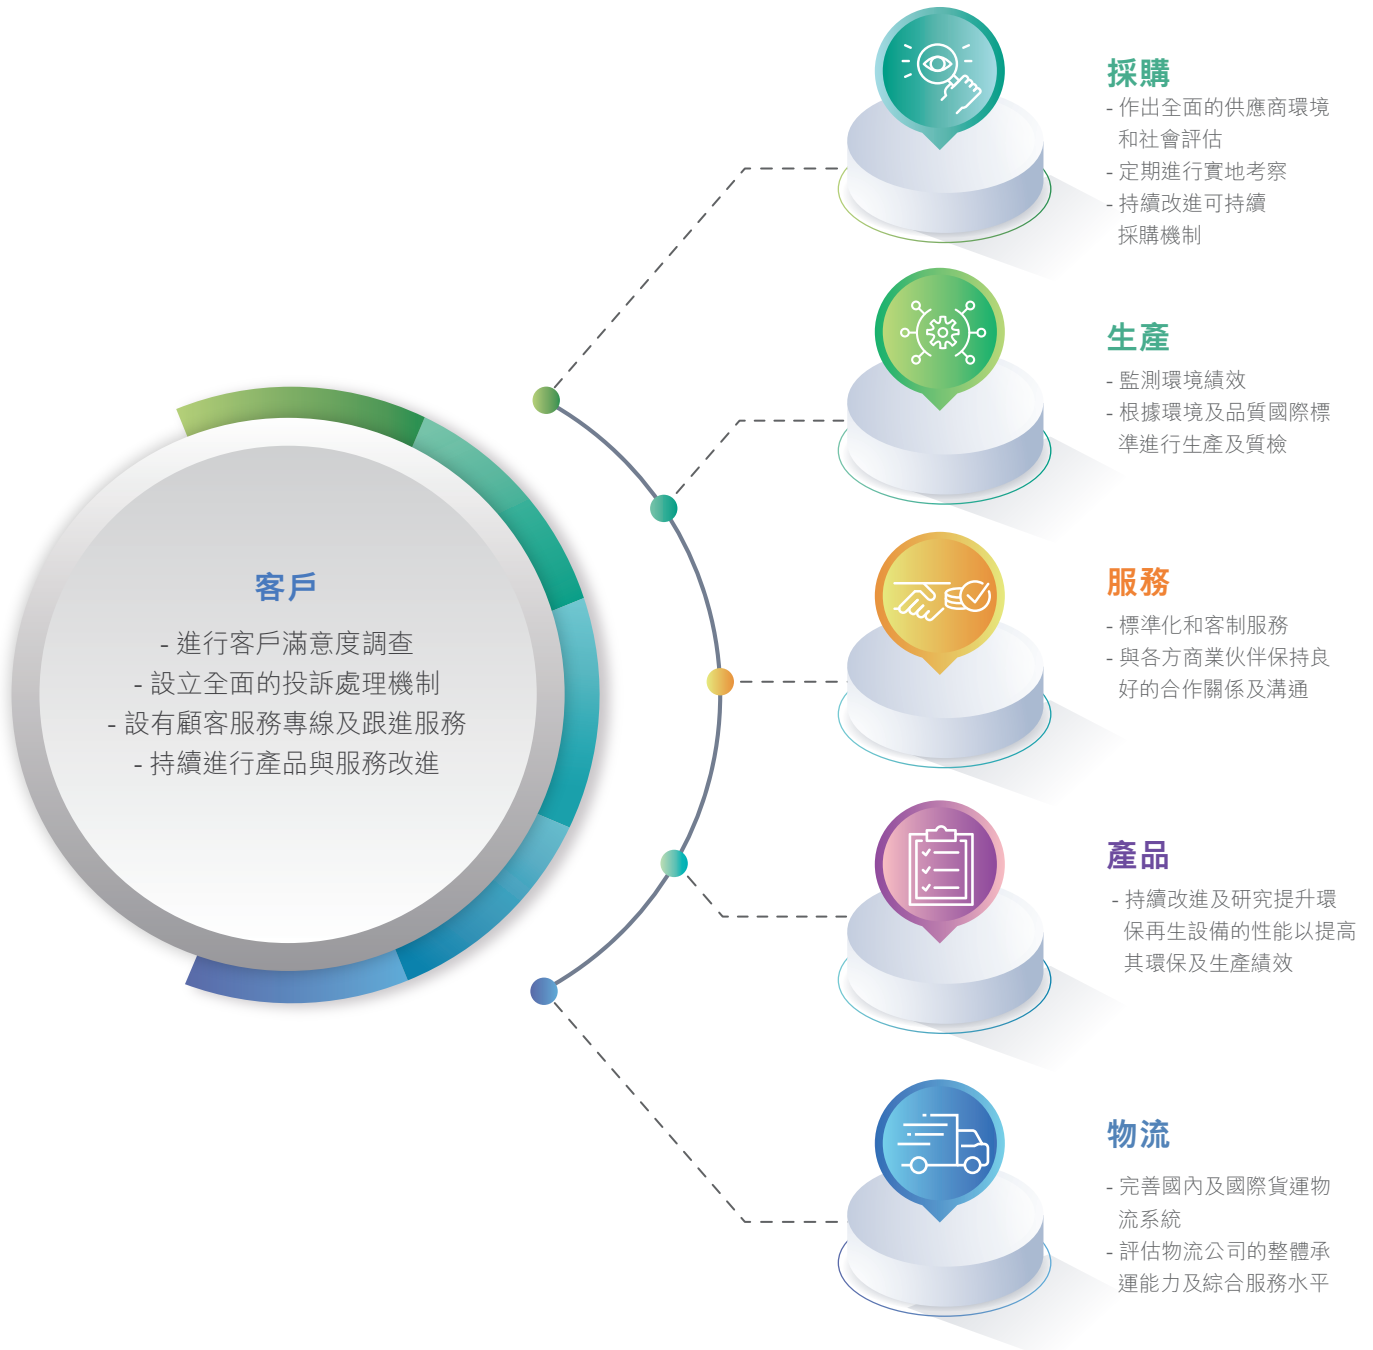 客戶
- 進行客戶滿意度調查
- 設立全面的投訴處理機制
- 設有顧客服務專線及跟進服務
- 持續進行產品與服務改進
採購
- 作出全面的供應商環境
和社會評估
- 定期進行實地考察
- 持續改進可持續
採購機制
生產
- 監測環境績效
- 根據環境及品質國際標
準進行生產及質檢
服務
- 標準化和客制服務
- 與各方商業伙伴保持良
好的合作關係及溝通
產品
- 持續改進及研究提升環
保再生設備的性能以提高
其環保及生產績效
物流
- 完善國內及國際貨運物
流系統
- 評估物流公司的整體承
運能力及綜合服務水平